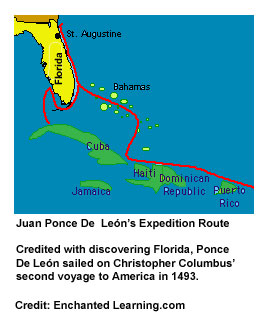 St. Augustine
Florida
Bahamas
Cuba
Haiti
Dominican
Republic
Puerto
Rico
Jamaica
Juan Ponce De León's Expedition Route
Credited with discovering Florida, Ponce
De León sailed on Christopher Columbus'
second voyage to America in 1493.
Credit: Enchanted Learning.com